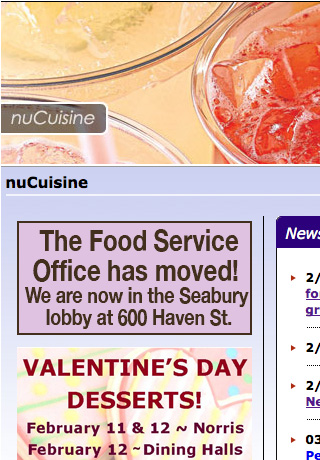 nuCuisine
nuCuisine
The Food Service
Office has moved!
We are now in the Seabury
lobby at 600 Haven St.
VALENTINE'S DAY
DESSERTS!
February 11 & 12 ~ Norris
February 12 ~ Dining Halls
News
2/
fo
gr
2/
2/
Ne
03
Pe